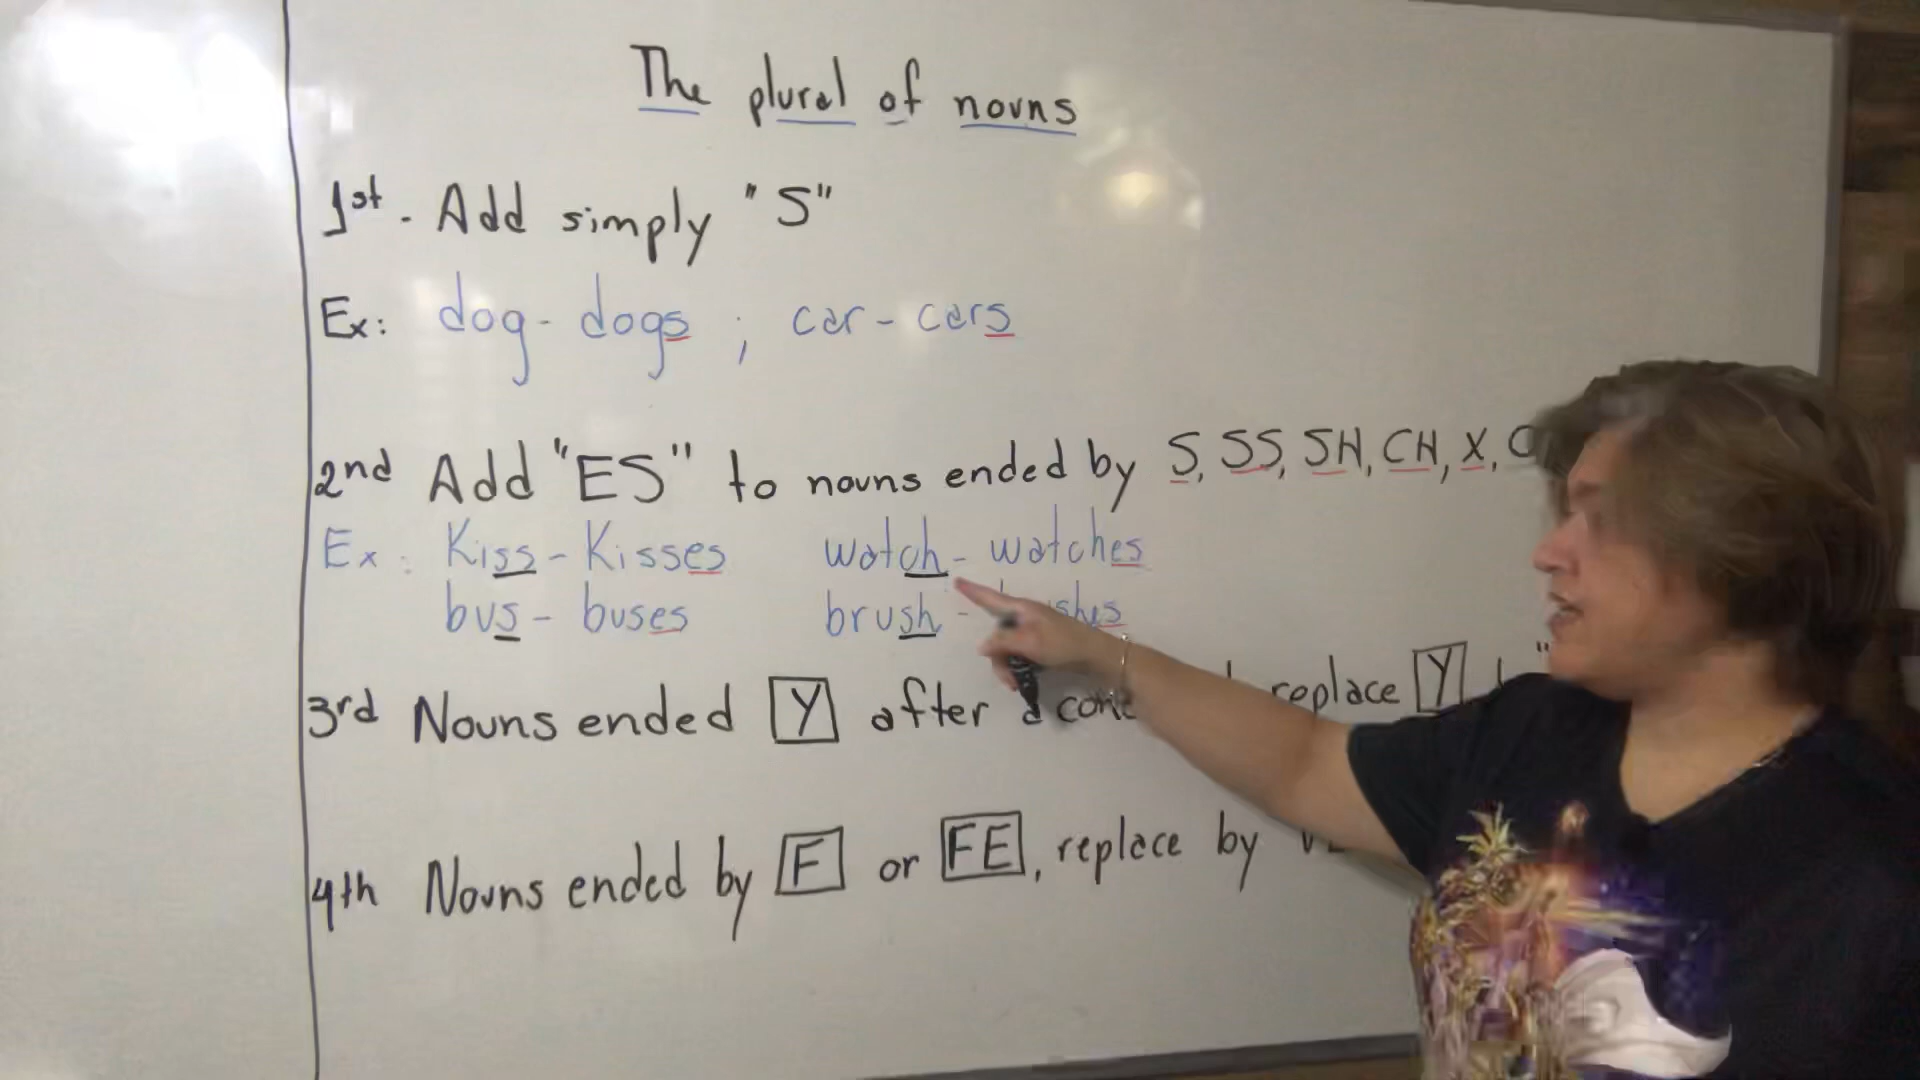 The plural of nouns
1st - Add simply "S"
Ex: dog - dogs ; car - cars
2nd Add "ES" to nouns ended by S, SS, SH, CH, X,
Ex: Kiss - Kisses watch - watches
bus - buses brush -
3rd Nouns ended Y after a replace Y
4th Nouns ended by F or FE, replace by